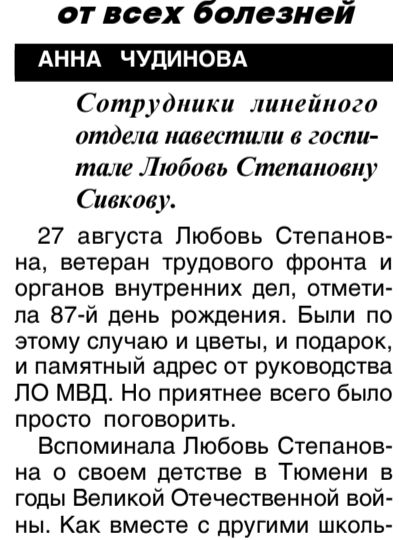 от всех болезней
АННА ЧУДИНОВА
Сотрудники линейного
отдела навестили в госпи-
тале Любовь Степановну
Сивкову.
27 августа Любовь Степанов-
на, ветеран трудового фронта и
органов внутренних дел, отмети-
ла 87-й день рождения. Были по
этому случаю и цветы, и подарок,
и памятный адрес от руководства
ЛО МВД. Но приятнее всего было
просто поговорить.
Вспоминала Любовь Степанов-
на о своем детстве в Тюмени в
годы Великой Отечественной вой-
ны. Как вместе с другими школь-